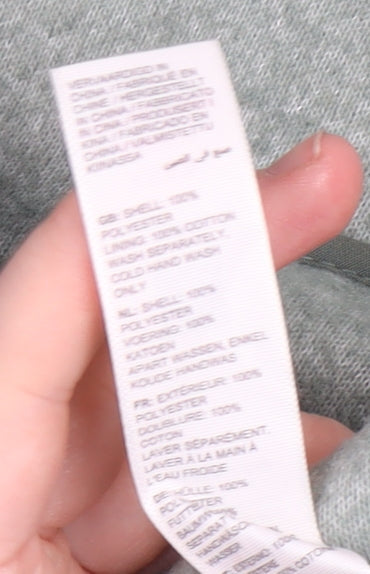 VERVAARDIGD IN
CHINA / FABRIQUÉ EN
CHINE / HERGESTELLT
IN CHINA / FABBRICATO
IN CHINA / PRODUSENT I
KINA / FABRICADO EN
CHINA / VALMISTETTU
KIINASSA
صنع في الصين
GB: SHELL: 100%
POLYESTER
LINING: 100% COTTON
WASH SEPARATELY,
COLD HAND WASH
ONLY
NL: SHELL: 100%
POLYESTER
VOERING: 100%
KATOEN
APART WASSEN, ENKEL
KOUDE HANDWAS
FR: EXTÉRIEUR: 100%
POLYESTER
DOUBLURE: 100%
COTON
LAVER SÉPARÉMENT.
LAVER À LA MAIN À
L'EAU FROIDE
DE: HÜLLE: 100%
FUTTER